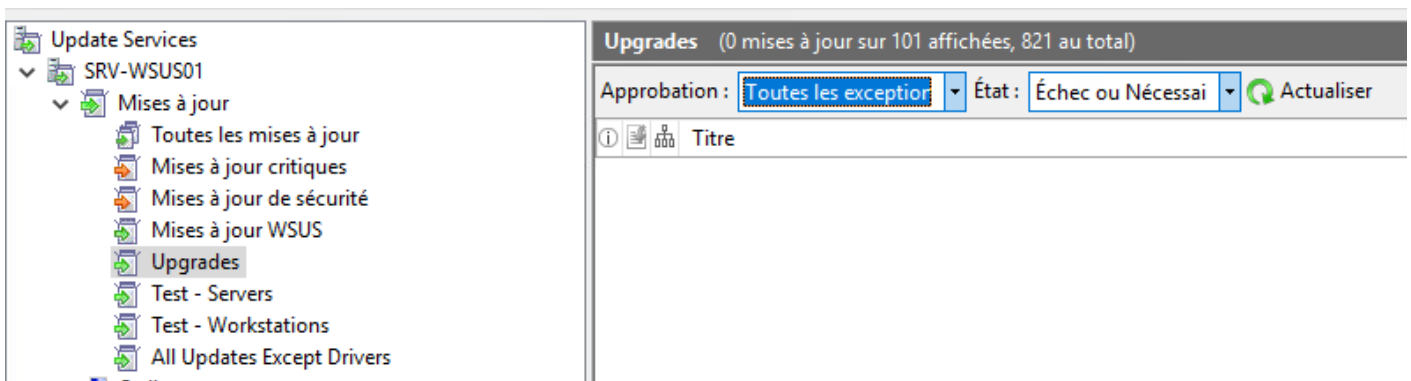 Update Services
SRV-WSUS01
Mises à jour
Toutes les mises à jour
Mises à jour critiques
Mises à jour de sécurité
Mises à jour WSUS
Upgrades
Test - Servers
Test - Workstations
All Updates Except Drivers
Upgrades (0 mises à jour sur 101 affichées, 821 au total)
Approbation : Toutes les exception État : Échec ou Nécessai Actualiser
Titre